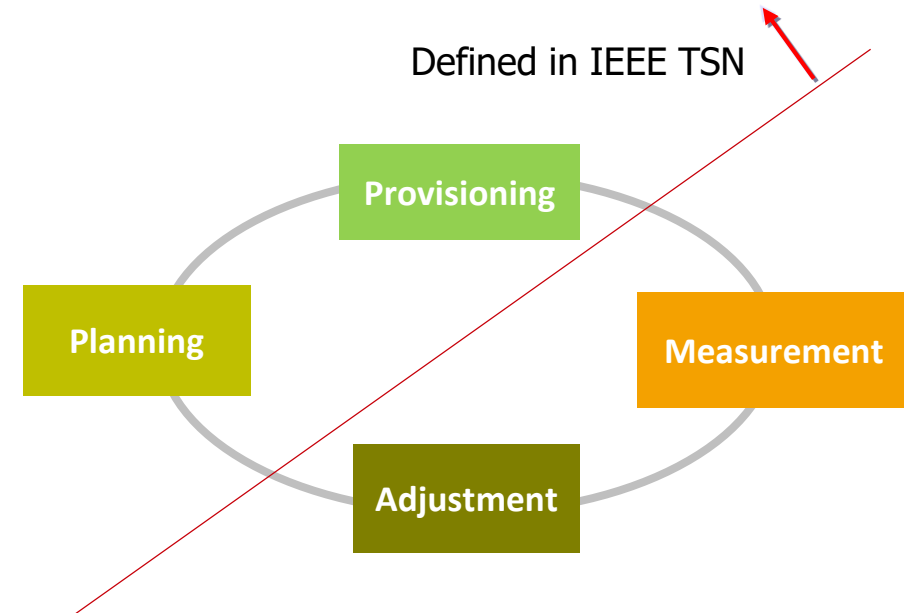 Defined in IEEE TSN
Provisioning
Planning
Measurement
Adjustment